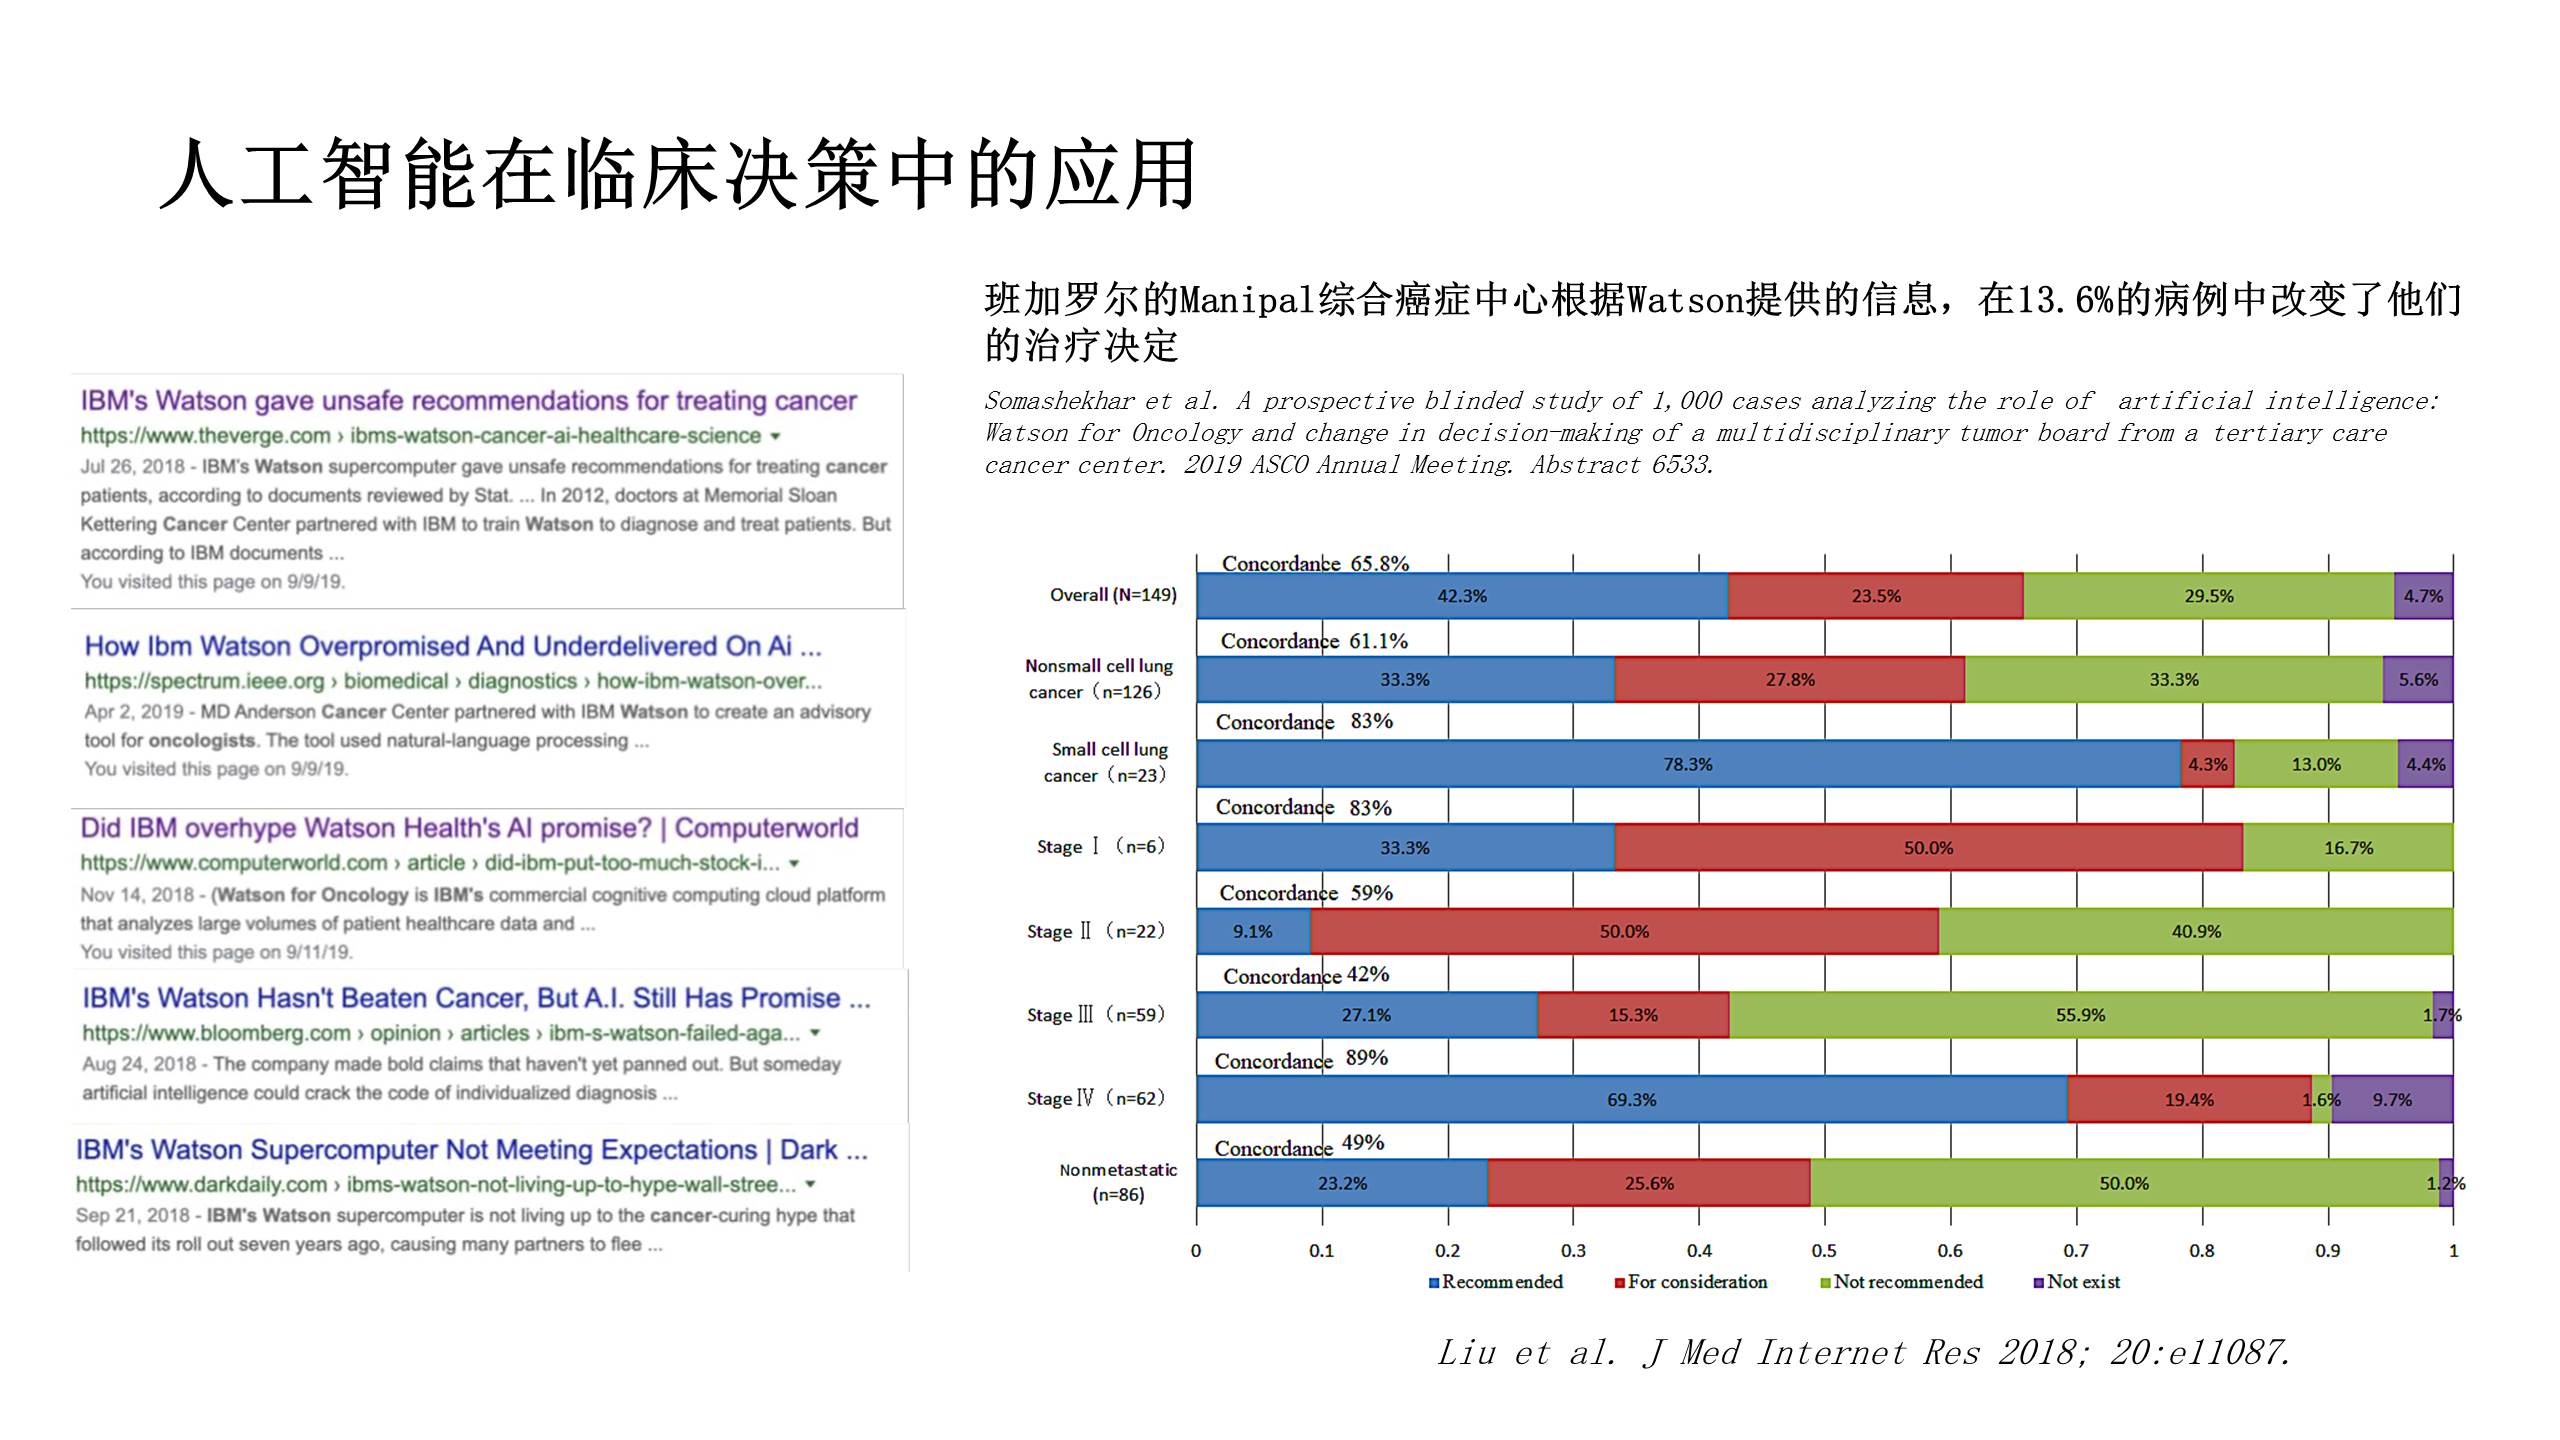 人工智能在临床决策中的应用
班加罗尔的Manipal综合癌症中心根据Watson提供的信息，在13.6%的病例中改变了他们
的治疗决定
Somashekhar et al. A prospective blinded study of 1,000 cases analyzing the role of artificial intelligence:
Watson for Oncology and change in decision-making of a multidisciplinary tumor board from a tertiary care
cancer center. 2019 ASCO Annual Meeting. Abstract 6533.
IBM's Watson gave unsafe recommendations for treating cancer
https://www.theverge.com › ibms-watson-cancer-ai-healthcare-science
Jul 26, 2018 - IBM's Watson supercomputer gave unsafe recommendations for treating cancer
patients, according to documents reviewed by Stat. ... In 2012, doctors at Memorial Sloan
Kettering Cancer Center partnered with IBM to train Watson to diagnose and treat patients. But
according to IBM documents ...
You visited this page on 9/9/19.
How Ibm Watson Overpromised And Underdelivered On Ai ...
https://spectrum.ieee.org › biomedical › diagnostics › how-ibm-watson-over...
Apr 2, 2019 - MD Anderson Cancer Center partnered with IBM Watson to create an advisory
tool for oncologists. The tool used natural-language processing ...
You visited this page on 9/9/19.
Did IBM overhype Watson Health's AI promise? | Computerworld
https://www.computerworld.com › article › did-ibm-put-too-much-stock-i...
Nov 14, 2018 - (Watson for Oncology is IBM's commercial cognitive computing cloud platform
that analyzes large volumes of patient healthcare data and ...
You visited this page on 9/11/19.
IBM's Watson Hasn't Beaten Cancer, But A.I. Still Has Promise ...
https://www.bloomberg.com › opinion › articles › ibm-s-watson-failed-aga...
Aug 24, 2018 - The company made bold claims that haven't yet panned out. But someday
artificial intelligence could crack the code of individualized diagnosis ...
IBM's Watson Supercomputer Not Meeting Expectations | Dark ...
https://www.darkdaily.com › ibms-watson-not-living-up-to-hype-wall-stree...
Sep 21, 2018 - IBM's Watson supercomputer is not living up to the cancer-curing hype that
followed its roll out seven years ago, causing many partners to flee ...
Concordance 65.8%
Overall (N=149) 42.3% 23.5% 29.5% 4.7%
Concordance 61.1%
Nonsmall cell lung
cancer（n=126） 33.3% 27.8% 33.3% 5.6%
Concordance 83%
Small cell lung
cancer（n=23） 78.3% 4.3% 13.0% 4.4%
Concordance 83%
Stage Ⅰ（n=6） 33.3% 50.0% 16.7%
Concordance 59%
Stage Ⅱ（n=22） 9.1% 50.0% 40.9%
Concordance 42%
Stage Ⅲ（n=59） 27.1% 15.3% 55.9% 1.7%
Concordance 89%
Stage Ⅳ（n=62） 69.3% 19.4% 1.6% 9.7%
Concordance 49%
Nonmetastatic
(n=86) 23.2% 25.6% 50.0% 1.2%
0 0.1 0.2 0.3 0.4 0.5 0.6 0.7 0.8 0.9 1
Recommended For consideration Not recommended Not exist
Liu et al. J Med Internet Res 2018; 20:e11087.